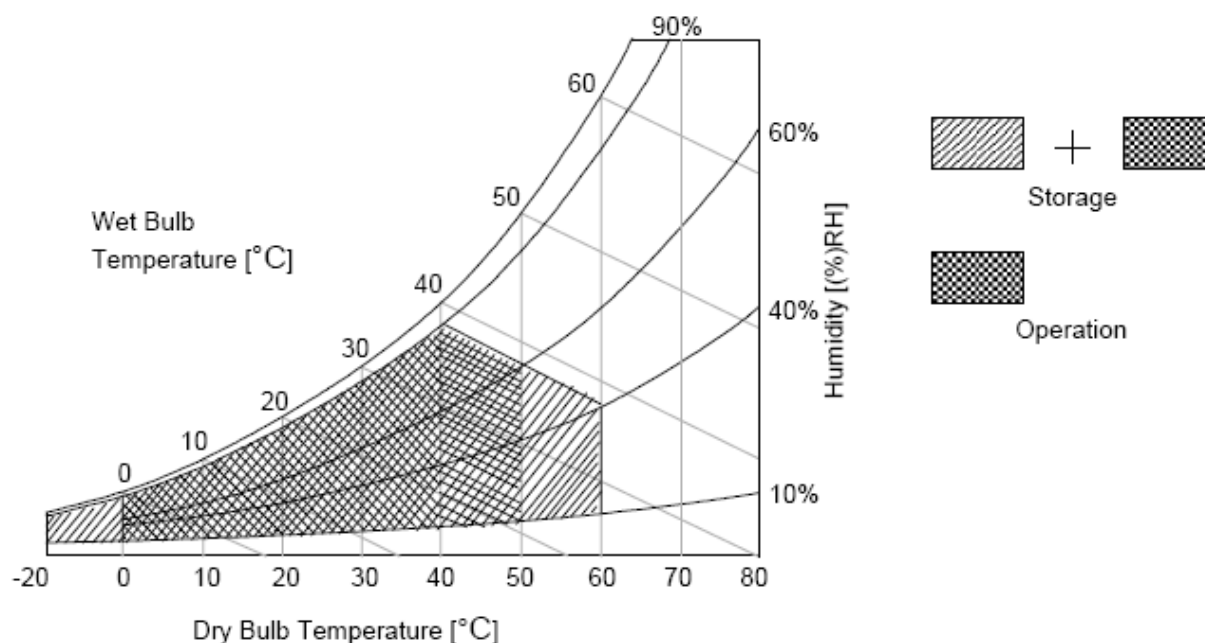 90%
60
60%
50
Storage
Wet Bulb
Temperature [°C]
40
Humidity [(%)RH]
40%
Operation
30
20
10
0
10%
-20 0 10 20 30 40 50 60 70 80
Dry Bulb Temperature [°C]